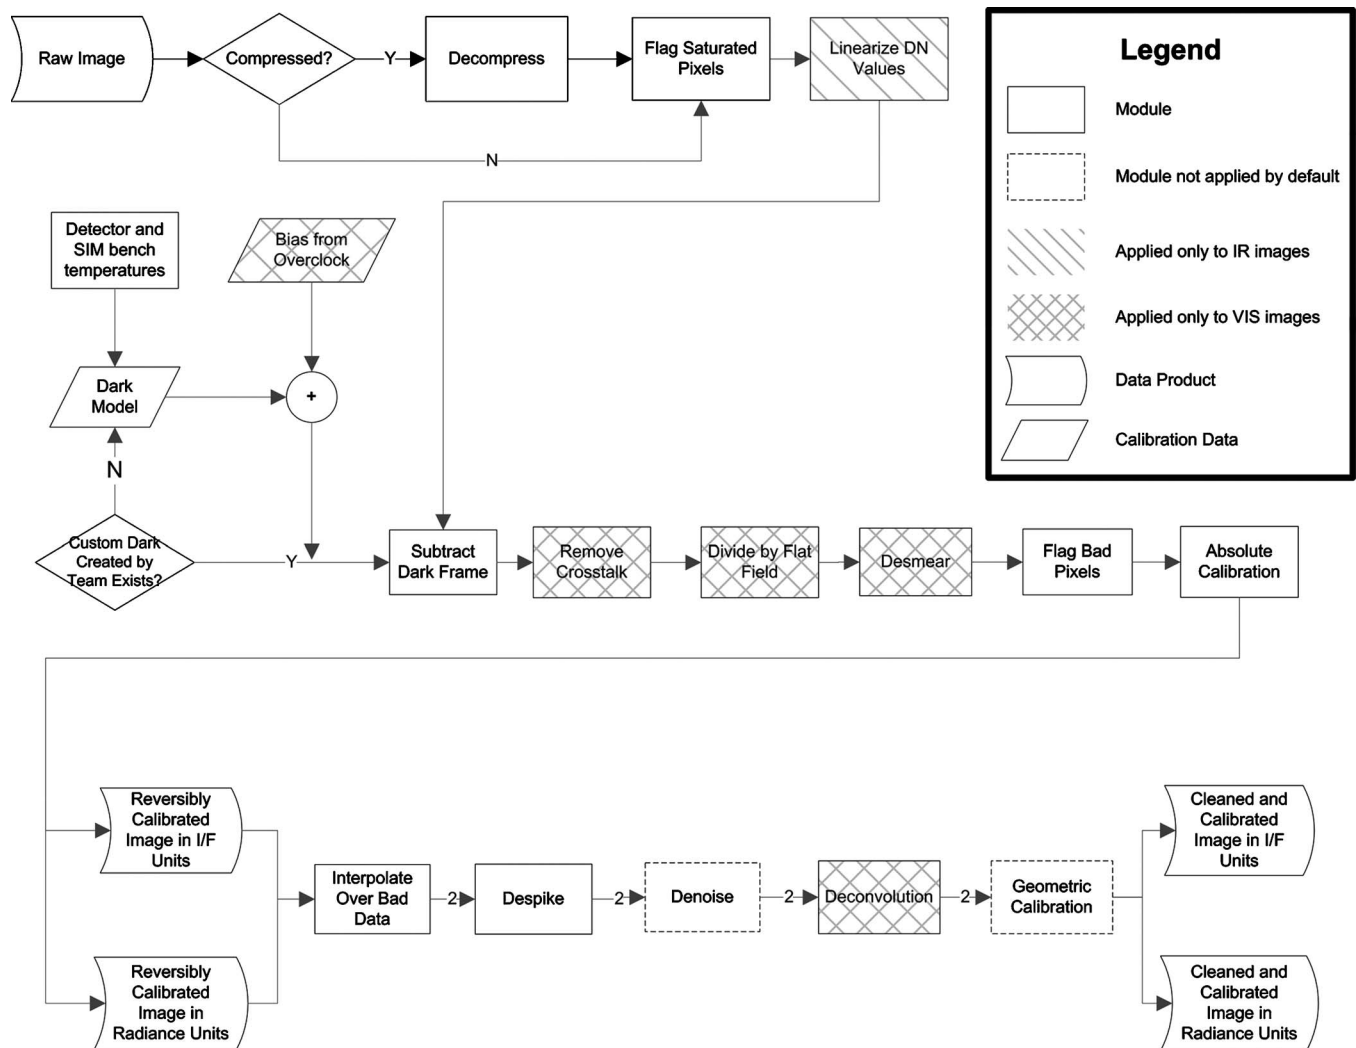 Raw Image
Compressed?
Y
Decompress
Flag Saturated
Pixels
Linearize DN
Values
N
Legend
Module
Module not applied by default
Applied only to IR images
Applied only to VIS images
Data Product
Calibration Data
Detector and
SIM bench
temperatures
Bias from
Overclock
Dark
Model
+
N
Custom Dark
Created by
Team Exists?
Y
Subtract
Dark Frame
Remove
Crosstalk
Divide by Flat
Field
Desmear
Flag Bad
Pixels
Absolute
Calibration
Reversibly
Calibrated
Image in I/F
Units
Reversibly
Calibrated
Image in
Radiance Units
Interpolate
Over Bad
Data
2
Despike
2
Denoise
2
Deconvolution
2
Geometric
Calibration
Cleaned and
Calibrated
Image in I/F
Units
Cleaned and
Calibrated
Image in
Radiance Units